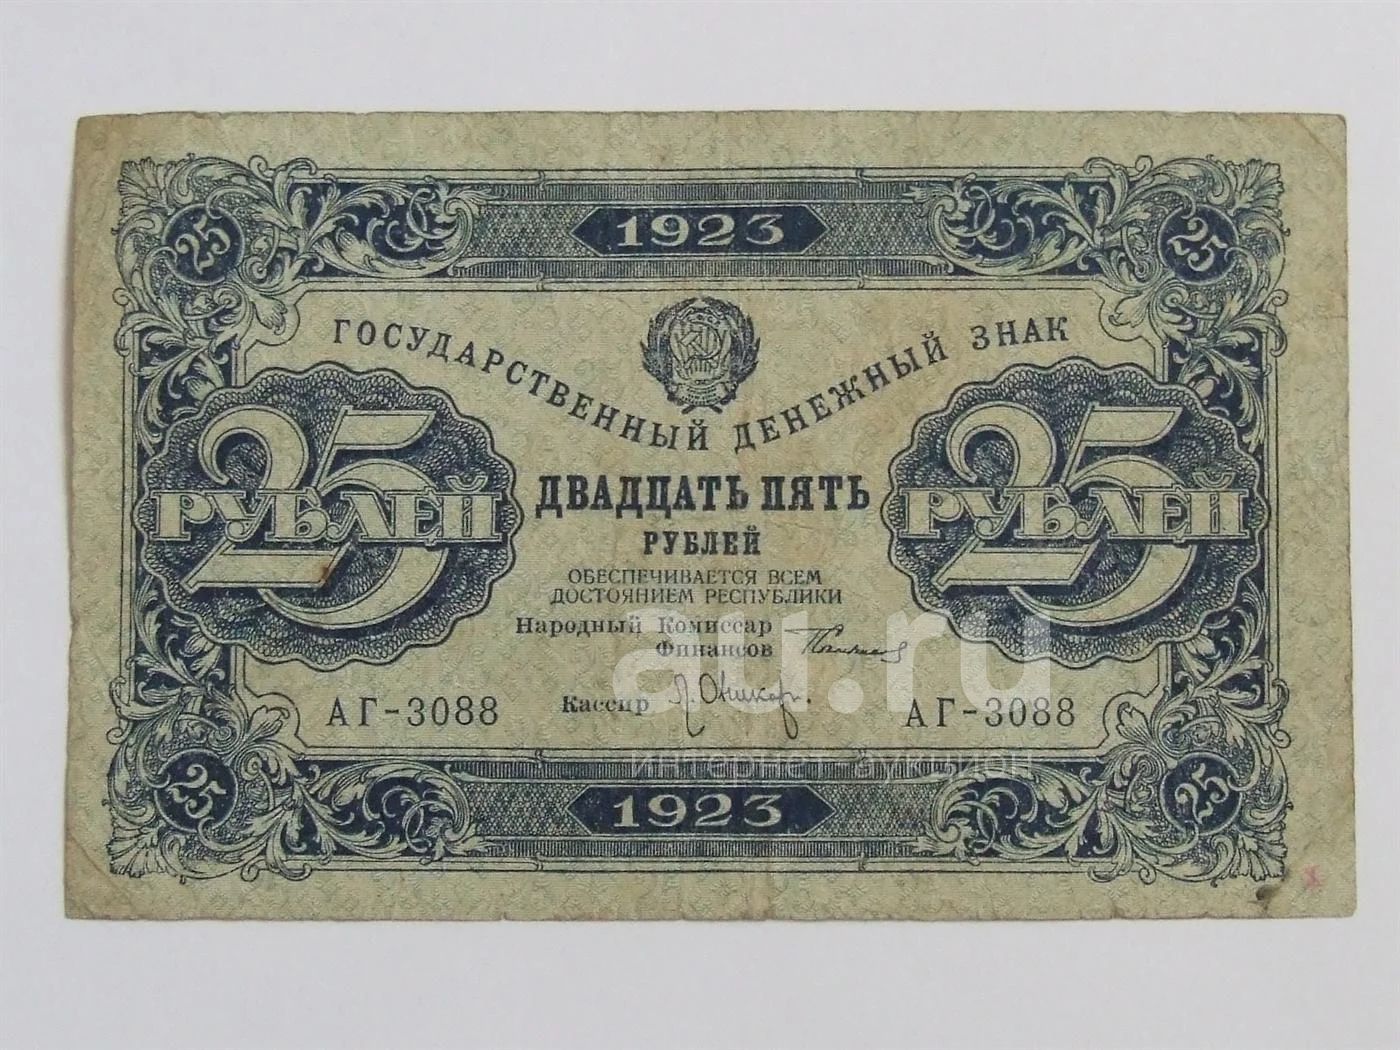 1923
25 25
ГОСУДАРСТВЕННЫЙ ДЕНЕЖНЫЙ ЗНАК
25 РУБЛЕЙ
ДВАДЦАТЬ ПЯТЬ
РУБЛЕЙ
25 РУБЛЕЙ
ОБЕСПЕЧИВАЕТСЯ ВСЕМ
ДОСТОЯНИЕМ РЕСПУБЛИКИ
Народный Комиссар
Финансов
Кассир
АГ-3088 АГ-3088
25 25
1923
au.ru
интернет-аукцион